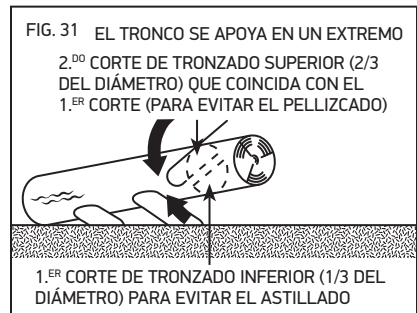 FIG. 31 EL TRONCO SE APOYA EN UN EXTREMO
2.ᴰᴼ CORTE DE TRONZADO SUPERIOR (2/3
DEL DIÁMETRO) QUE COINCIDA CON EL
1.ᴱᴿ CORTE (PARA EVITAR EL PELLIZCADO)
1.ᴱᴿ CORTE DE TRONZADO INFERIOR (1/3 DEL
DIÁMETRO) PARA EVITAR EL ASTILLADO